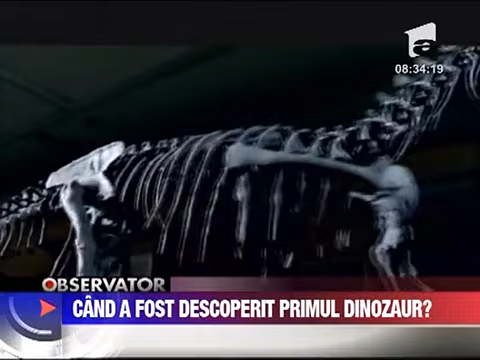 a
08:34:19
OBSERVATOR
CÂND A FOST DESCOPERIT PRIMUL DINOZAUR?